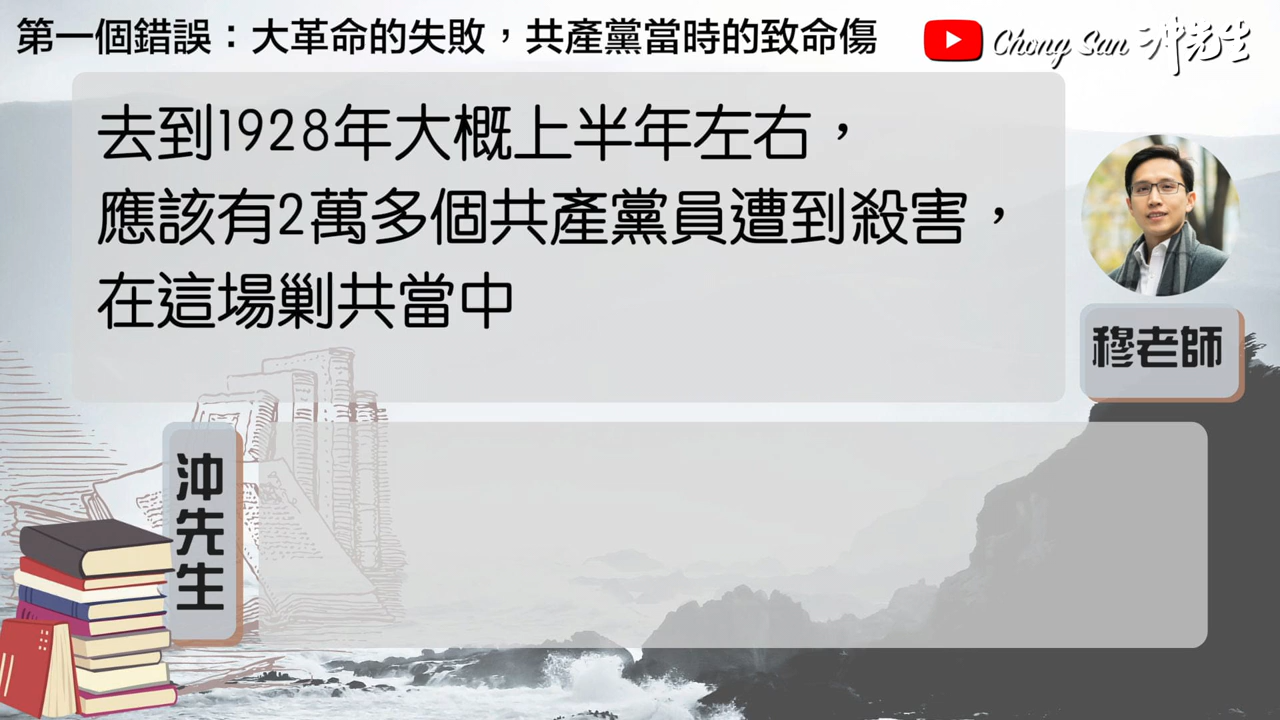 第一個錯誤：大革命的失敗，共產黨當時的致命傷
Chong San 沖先生
去到1928年大概上半年左右，
應該有2萬多個共產黨員遭到殺害，
在這場剿共當中
穆老師
沖先生